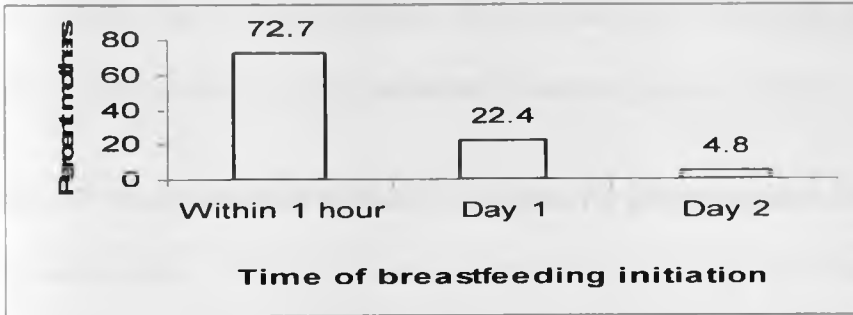 Percent mothers
80
60
40
20
0
72.7
22.4
4.8
Within 1 hour
Day 1
Day 2
Time of breastfeeding initiation